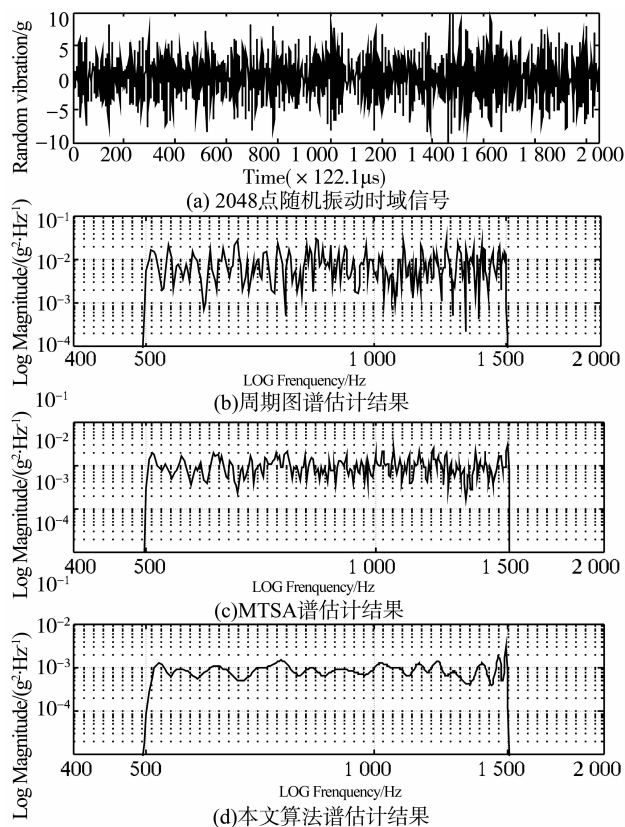 Random vibration/g
10
5
0
−5
−10
0 200 400 600 800 1 000 1 200 1 400 1 600 1 800 2 000
Time( × 122.1μs)
(a) 2048点随机振动时域信号
Log Magnitude/(g²·Hz⁻¹)
10⁻¹
10⁻²
10⁻³
10⁻⁴
400 500 1 000 1 500 2 000
LOG Frenquency/Hz
(b)周期图谱估计结果
Log Magnitude/(g²·Hz⁻¹)
10⁻¹
10⁻²
10⁻³
10⁻⁴
400 500 1 000 1 500 2 000
LOG Frenquency/Hz
(c)MTSA谱估计结果
Log Magnitude/(g²·Hz⁻¹)
10⁻¹
10⁻²
10⁻³
10⁻⁴
400 500 1 000 1 500 2 000
LOG Frenquency/Hz
(d)本文算法谱估计结果